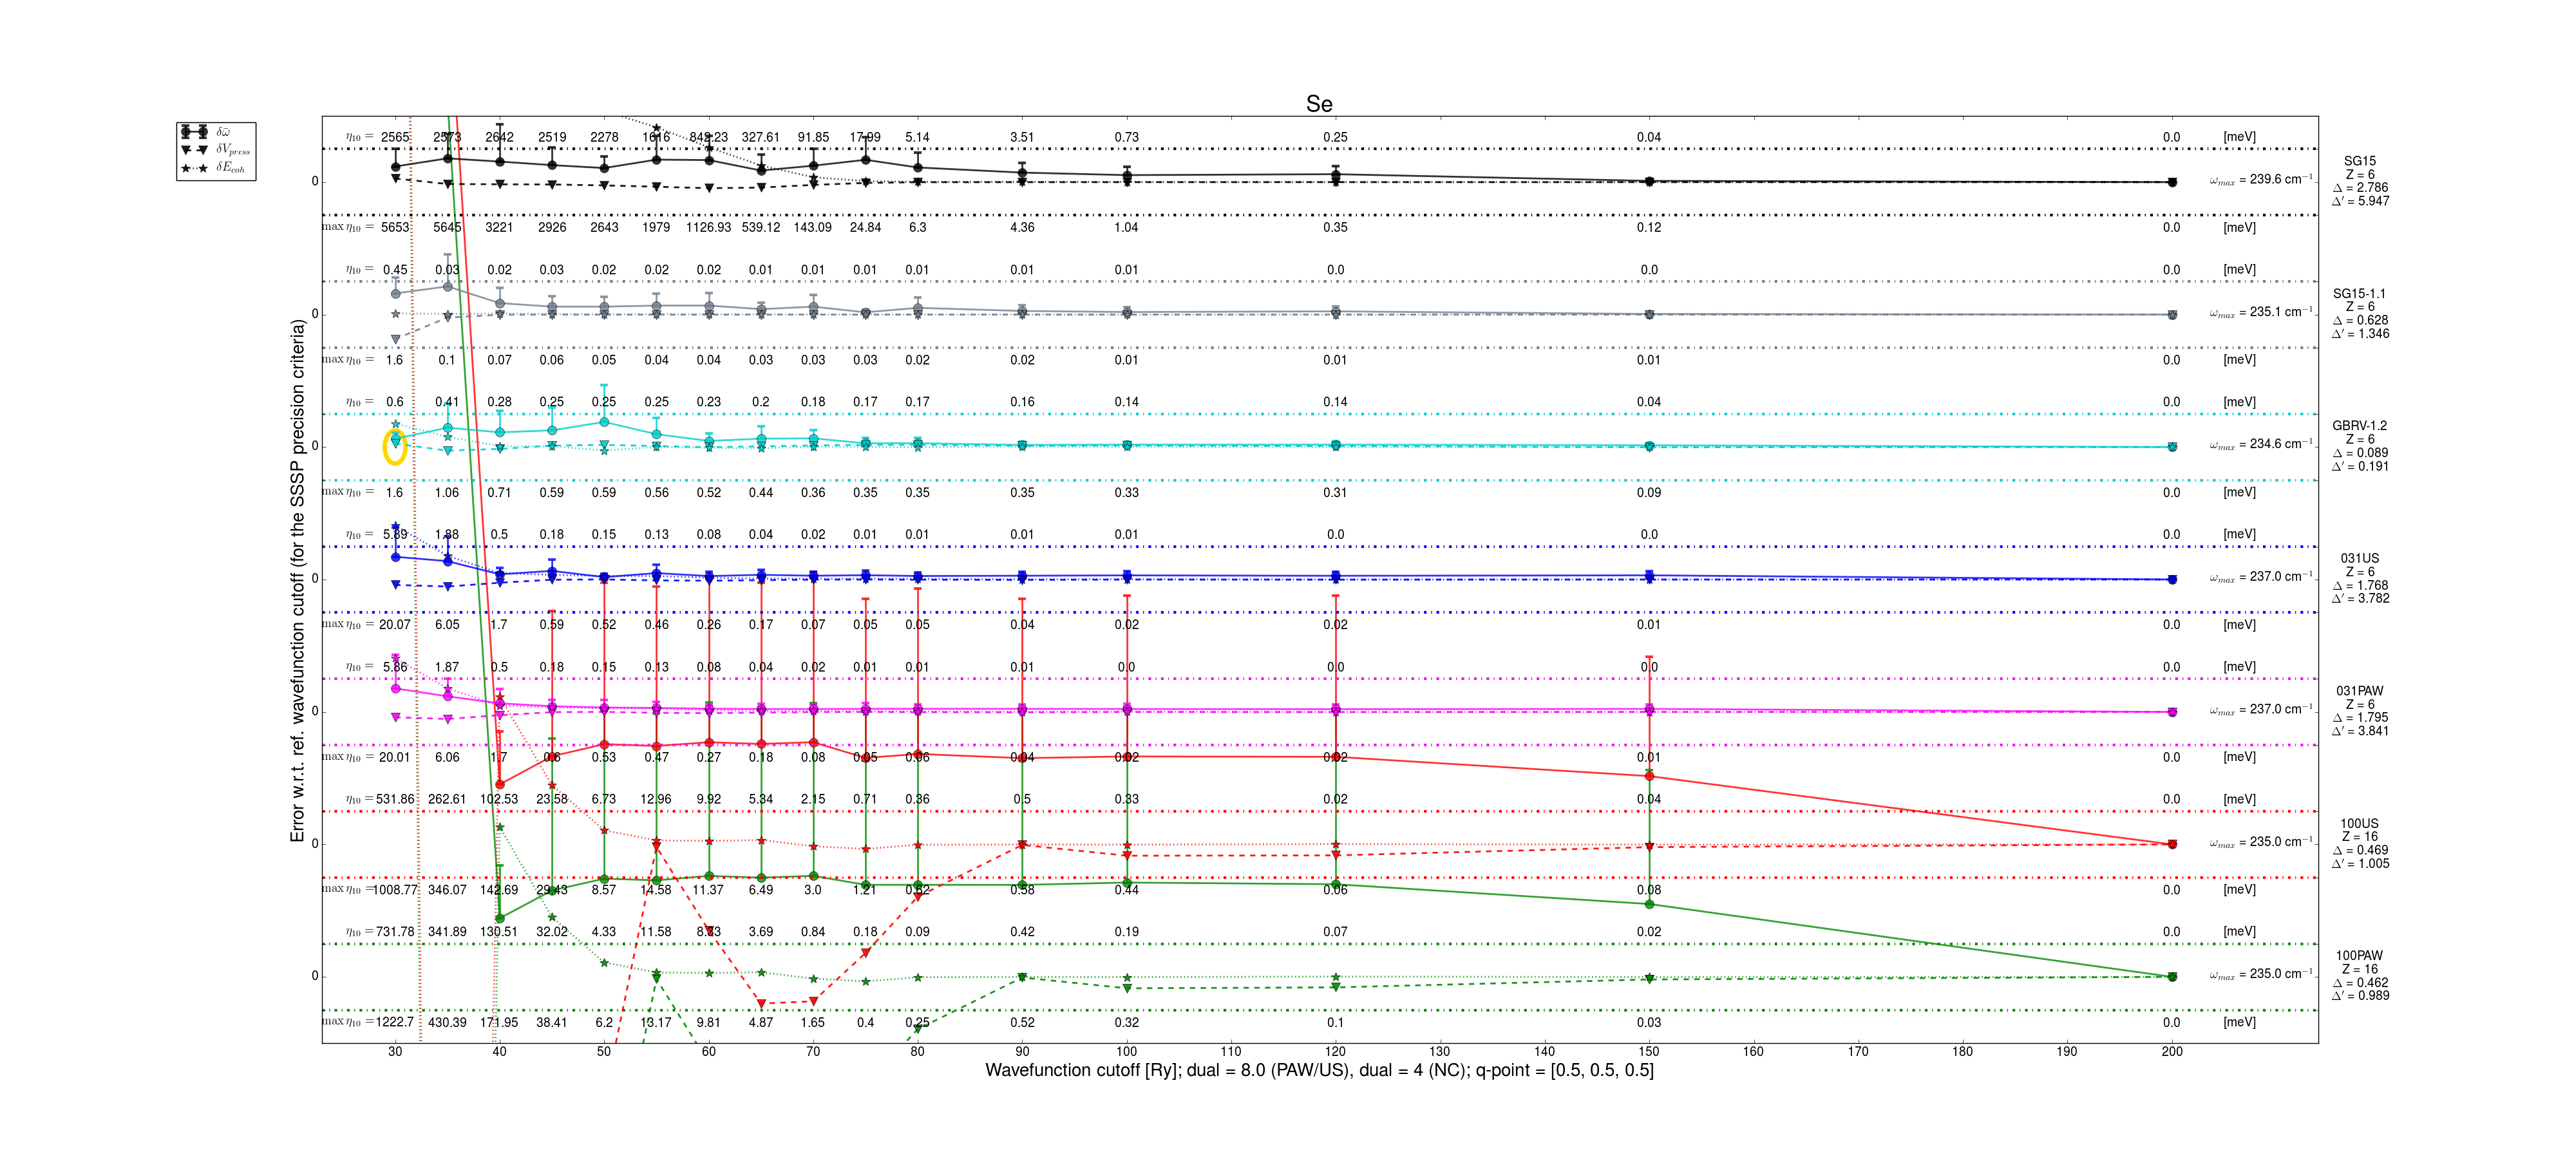 Se
δω̄
δV_press
δE_coh
Error w.r.t. ref. wavefunction cutoff (for the SSSP precision criteria)
η₁₀ = 2565 2573 2642 2519 2278 1616 842.23 327.61 91.85 17.99 5.14 3.51 0.73 0.25 0.04 0.0 [meV]
0
ω_max = 239.6 cm⁻¹
max η₁₀ = 5653 5645 3221 2926 2643 1979 1126.93 539.12 143.09 24.84 6.3 4.36 1.04 0.35 0.12 0.0 [meV]
SG15
Z = 6
Δ = 2.786
Δ′ = 5.947
η₁₀ = 0.45 0.03 0.02 0.03 0.02 0.02 0.02 0.01 0.01 0.01 0.01 0.01 0.01 0.0 0.0 0.0 [meV]
0
ω_max = 235.1 cm⁻¹
max η₁₀ = 1.6 0.1 0.07 0.06 0.05 0.04 0.04 0.03 0.03 0.03 0.02 0.02 0.01 0.01 0.01 0.0 [meV]
SG15-1.1
Z = 6
Δ = 0.628
Δ′ = 1.346
η₁₀ = 0.6 0.41 0.28 0.25 0.25 0.25 0.23 0.2 0.18 0.17 0.17 0.16 0.14 0.14 0.04 0.0 [meV]
0
ω_max = 234.6 cm⁻¹
max η₁₀ = 1.6 1.06 0.71 0.59 0.59 0.56 0.52 0.44 0.36 0.35 0.35 0.35 0.33 0.31 0.09 0.0 [meV]
GBRV-1.2
Z = 6
Δ = 0.089
Δ′ = 0.191
η₁₀ = 5.89 1.88 0.5 0.18 0.15 0.13 0.08 0.04 0.02 0.01 0.01 0.01 0.01 0.0 0.0 0.0 [meV]
0
ω_max = 237.0 cm⁻¹
max η₁₀ = 20.07 6.05 1.7 0.59 0.52 0.46 0.26 0.17 0.07 0.05 0.05 0.04 0.02 0.02 0.01 0.0 [meV]
031US
Z = 6
Δ = 1.768
Δ′ = 3.782
η₁₀ = 5.86 1.87 0.5 0.18 0.15 0.13 0.08 0.04 0.02 0.01 0.01 0.01 0.0 0.0 0.0 0.0 [meV]
0
ω_max = 237.0 cm⁻¹
max η₁₀ = 20.01 6.06 1.7 0.6 0.53 0.47 0.27 0.18 0.08 0.05 0.06 0.04 0.02 0.02 0.01 0.0 [meV]
031PAW
Z = 6
Δ = 1.795
Δ′ = 3.841
η₁₀ = 531.86 262.61 102.53 23.58 6.73 12.96 9.92 5.34 2.15 0.71 0.36 0.5 0.33 0.02 0.04 0.0 [meV]
0
ω_max = 235.0 cm⁻¹
max η₁₀ = 1008.77 346.07 142.69 29.43 8.57 14.58 11.37 6.49 3.0 1.21 0.62 0.58 0.44 0.06 0.08 0.0 [meV]
100US
Z = 16
Δ = 0.469
Δ′ = 1.005
η₁₀ = 731.78 341.89 130.51 32.02 4.33 11.58 3.69 0.84 0.18 0.09 0.42 0.19 0.07 0.02 0.0 [meV]
0
ω_max = 235.0 cm⁻¹
max η₁₀ = 1222.7 430.39 171.95 38.41 6.2 13.17 9.81 4.87 1.65 0.4 0.25 0.52 0.32 0.1 0.03 0.0 [meV]
100PAW
Z = 16
Δ = 0.462
Δ′ = 0.989
30 40 50 60 70 80 90 100 110 120 130 140 150 160 170 180 190 200
Wavefunction cutoff [Ry]; dual = 8.0 (PAW/US), dual = 4 (NC); q-point = [0.5, 0.5, 0.5]